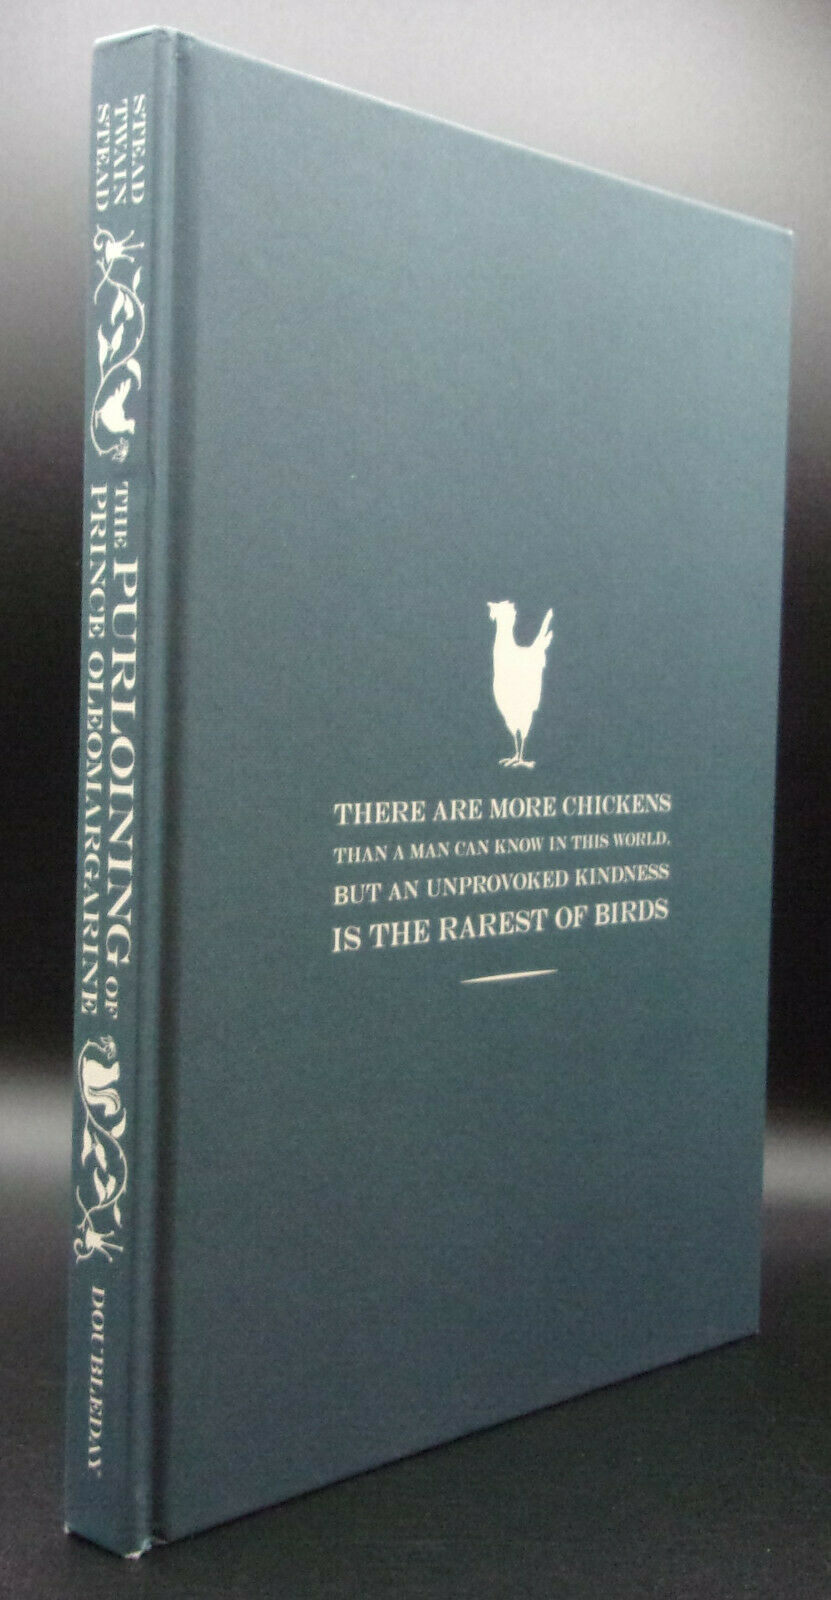 STEAD
TWAIN
STEAD
THE PURLOINING OF
PRINCE OLEOMARGARINE
DOUBLEDAY
THERE ARE MORE CHICKENS
THAN A MAN CAN KNOW IN THIS WORLD,
BUT AN UNPROVOKED KINDNESS
IS THE RAREST OF BIRDS